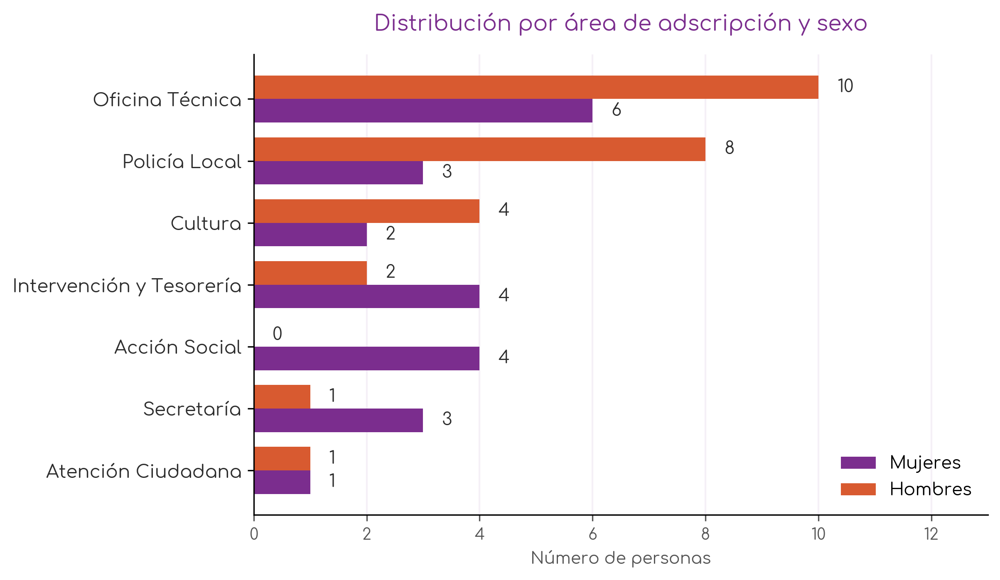 Distribución por área de adscripción y sexo
Oficina Técnica
10
6
Policía Local
8
3
Cultura
4
2
Intervención y Tesorería
2
4
Acción Social
0
4
Secretaría
1
3
Atención Ciudadana
1
1
Mujeres
Hombres
0 2 4 6 8 10 12
Número de personas